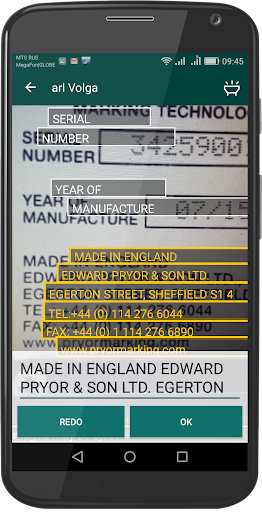 MTS RUS
MegaFon|GLOBE
09:45
arl Volga
MARKING TECHNOLO
SERIAL
NUMBER
SE
NUMBER
3425900
YEAR OF
MANUFACTURE
YEAR OF
MANUFACTURE
07/15
MADE IN ENGLAND
EDWARD PRYOR & SON LTD.
EGERTON STREET, SHEFFIELD S1 4
TEL:+44 (0) 114 276 6044
FAX: +44 (0) 1 114 276 6890
www.pryormarking.com
MADE IN ENGLAND EDWARD
PRYOR & SON LTD. EGERTON
REDO
OK